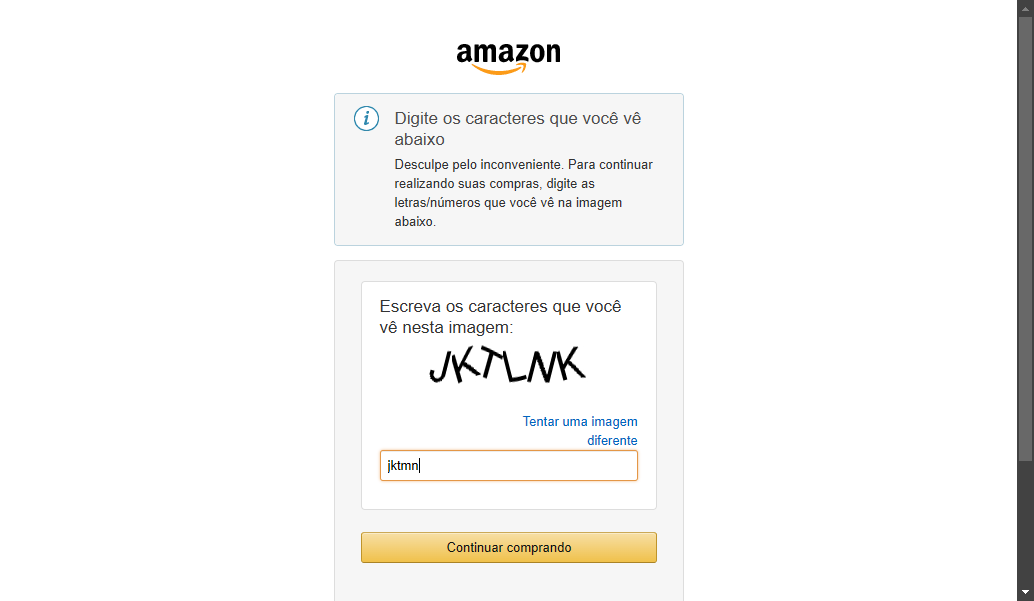 amazon
Digite os caracteres que você vê
abaixo
Desculpe pelo inconveniente. Para continuar
realizando suas compras, digite as
letras/números que você vê na imagem
abaixo.
Escreva os caracteres que você
vê nesta imagem:
JKTLNK
Tentar uma imagem
diferente
jktmn
Continuar comprando